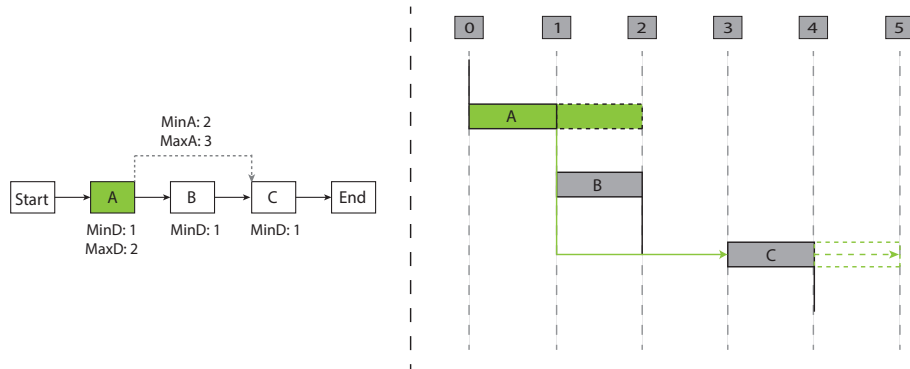 MinA: 2
MaxA: 3
Start
A
B
C
End
MinD: 1
MaxD: 2
MinD: 1
MinD: 1
0
1
2
3
4
5
A
B
C